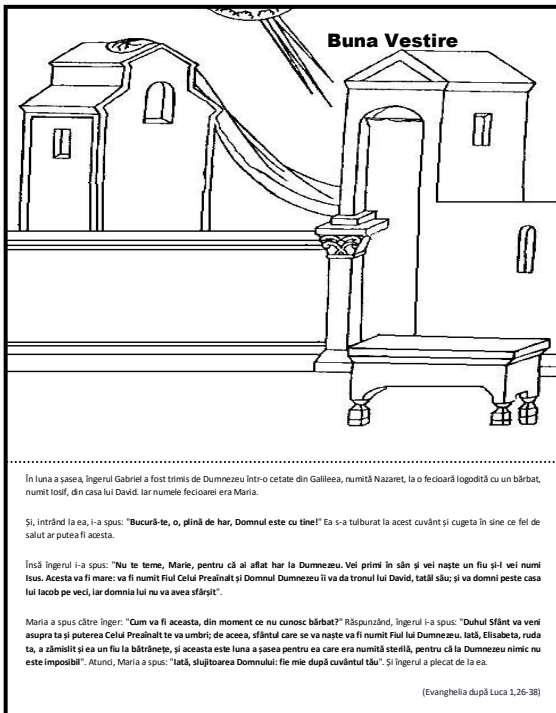 Buna Vestire
În luna a șasea, îngerul Gabriel a fost trimis de Dumnezeu într-o cetate din Galileea, numită Nazaret, la o fecioară logodită cu un bărbat,
numit Iosif, din casa lui David. Iar numele fecioarei era Maria.
Și, intrând la ea, i-a spus: "Bucură-te, o, plină de har, Domnul este cu tine!" Ea s-a tulburat la acest cuvânt și cugeta în sine ce fel de
salut ar putea fi acesta.
Însă îngerul i-a spus: "Nu te teme, Marie, pentru că ai aflat har la Dumnezeu. Vei primi în sân și vei naște un fiu și-l vei numi
Isus. Acesta va fi mare: va fi numit Fiul Celui Preaînalt și Domnul Dumnezeu îi va da tronul lui David, tatăl său; și va domni peste casa
lui Iacob pe veci, iar domnia lui nu va avea sfârșit".
Maria a spus către înger: "Cum va fi aceasta, din moment ce nu cunosc bărbat?" Răspunzând, îngerul i-a spus: "Duhul Sfânt va veni
asupra ta și puterea Celui Preaînalt te va umbri; de aceea, sfântul care se va naște va fi numit Fiul lui Dumnezeu. Iată, Elisabeta, ruda
ta, a zămislit și ea un fiu la bătrânețe, și aceasta este luna a șasea pentru ea care era numită sterilă, pentru că la Dumnezeu nimic nu
este imposibil". Atunci, Maria a spus: "Iată, slujitoarea Domnului: fie mie după cuvântul tău". Și îngerul a plecat de la ea.
(Evanghelia după Luca 1,26-38)